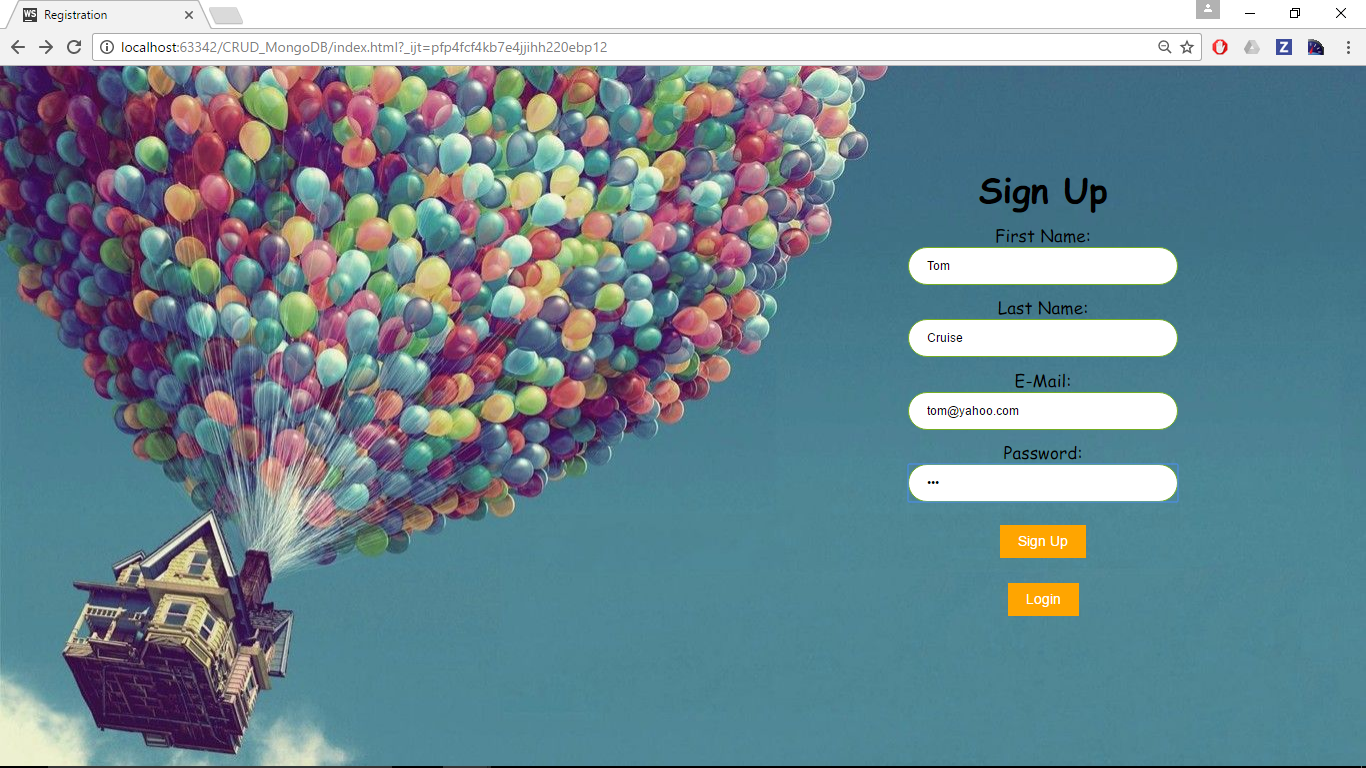 WS Registration
localhost:63342/CRUD_MongoDB/index.html?_ijt=pfp4fcf4kb7e4jjihh220ebp12
Z
Sign Up
First Name:
Tom
Last Name:
Cruise
E-Mail:
tom@yahoo.com
Password:
•••
Sign Up
Login